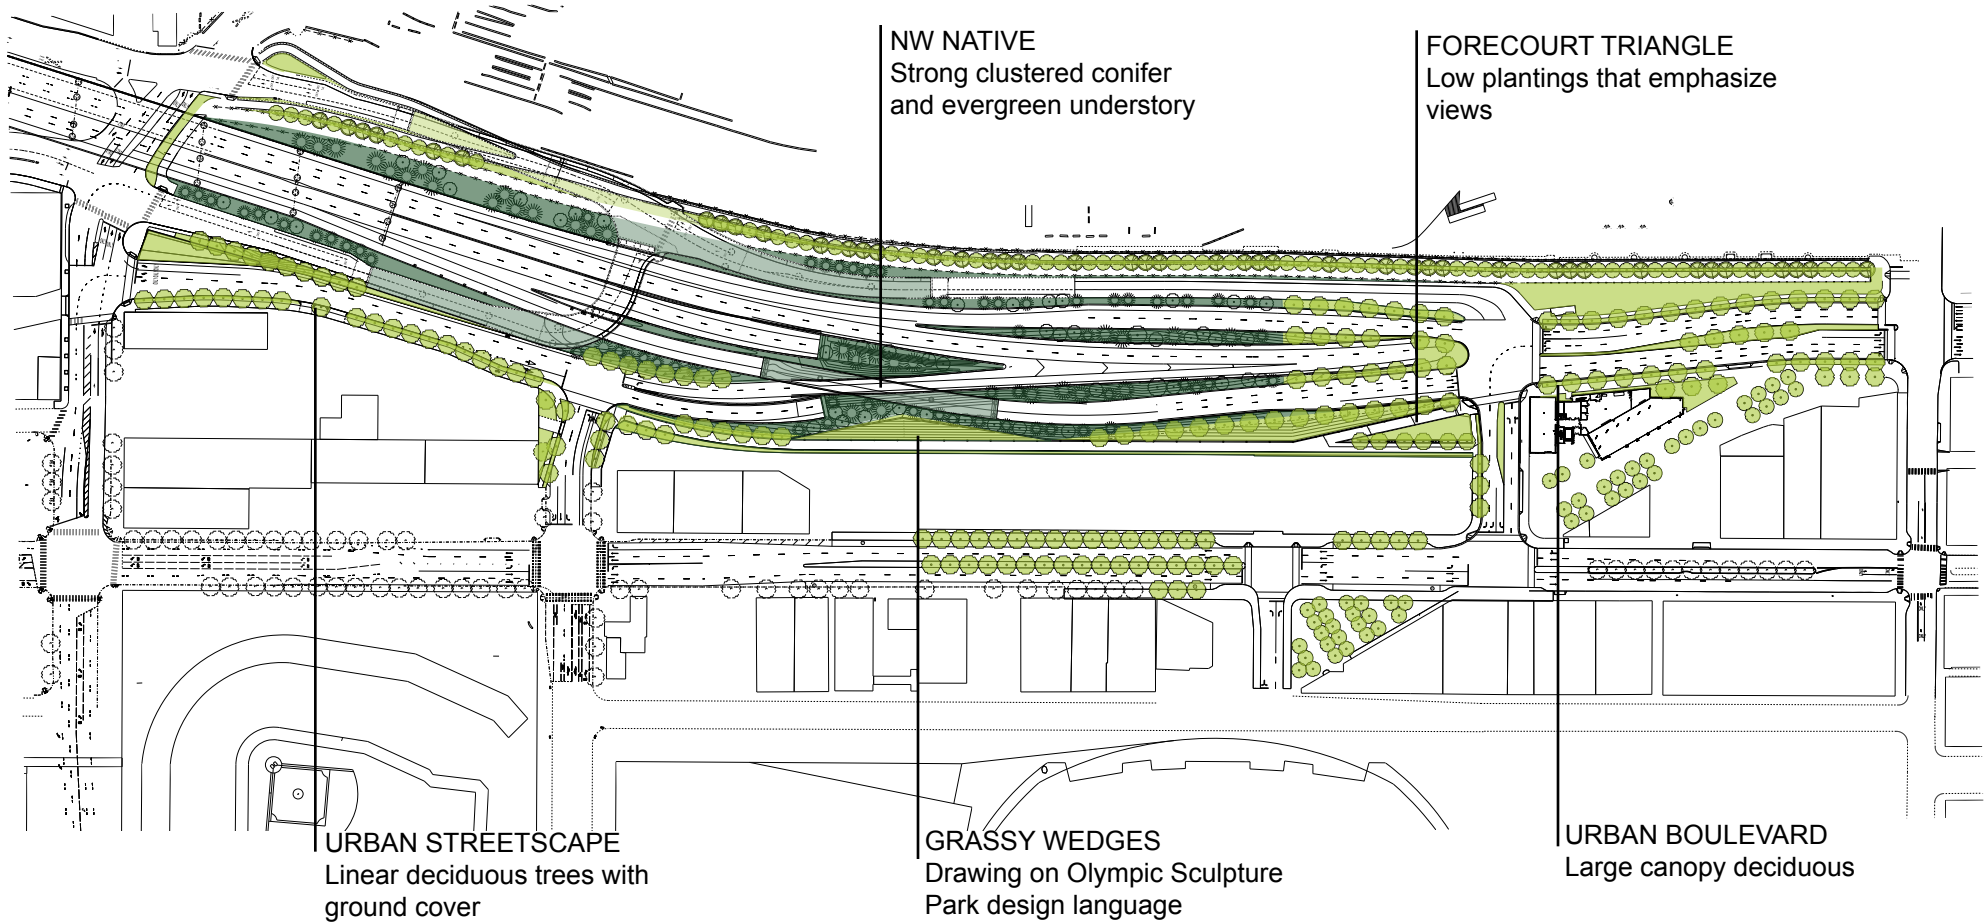 NW NATIVE
Strong clustered conifer
and evergreen understory
FORECOURT TRIANGLE
Low plantings that emphasize
views
URBAN STREETSCAPE
Linear deciduous trees with
ground cover
GRASSY WEDGES
Drawing on Olympic Sculpture
Park design language
URBAN BOULEVARD
Large canopy deciduous